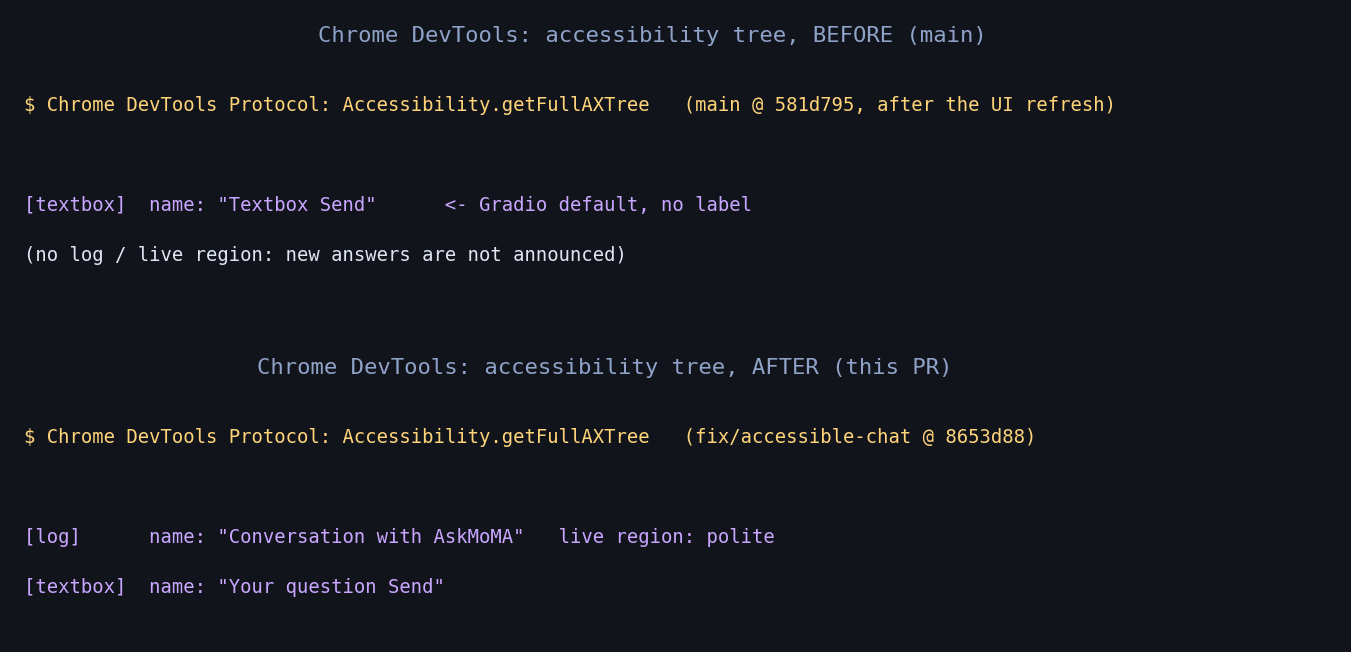 Chrome DevTools: accessibility tree, BEFORE (main)
$ Chrome DevTools Protocol: Accessibility.getFullAXTree   (main @ 581d795, after the UI refresh)
[textbox]  name: "Textbox Send"      <- Gradio default, no label
(no log / live region: new answers are not announced)
Chrome DevTools: accessibility tree, AFTER (this PR)
$ Chrome DevTools Protocol: Accessibility.getFullAXTree   (fix/accessible-chat @ 8653d88)
[log]      name: "Conversation with AskMoMA"   live region: polite
[textbox]  name: "Your question Send"